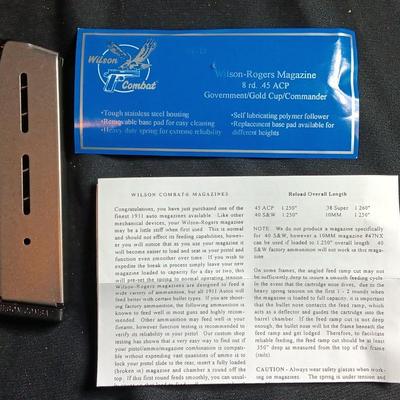 Wilson
Combat
Wilson-Rogers Magazine
8 rd. .45 ACP
Government/Gold Cup/Commander
•Tough stainless steel housing
•Removable base pad for easy cleaning
•Heavy duty spring for extreme reliability
•Self lubricating polymer follower
•Replacement base pad available for
different heights
WILSON COMBAT® MAGAZINES
Congratulations, you have just purchased one of the
finest 1911 auto magazines available. Like other
mechanical devices, your Wilson-Rogers magazine
may be a little stiff when first used. This is normal
and should not effect its feeding capabilities, howev-
er you will notice that as you use your magazine it
will become easier to load and seat in your pistol and
function even smoother over time. If you wish to
expedite the break in process simply leave your new
magazine loaded to capacity for a day or two, this
will pre-set the spring to normal operating tension.
Wilson-Rogers magazines are designed to feed a
wide variety of ammunition, but all 1911 Autos will
feed better with certain bullet types. If you are shoot-
ing factory ammunition, the following ammunition is
known to feed well in most guns and highly recom-
mended. Other ammunition may feed well in your
firearm, however function testing is recommended to
verify its reliability in your pistol. Our custom shop
testing has shown that a very easy way to find out if
your pistol/ammo/magazine combination is compati-
ble without expending vast quantities of ammo is to
lock your pistol slide to the rear, insert a fully loaded
(broken in) magazine and chamber a round off the
top. If this first round feeds smoothly, you can usual-
Reload Overall Length
45 ACP 1.250" 38 Super 1.260"
40 S&W 1.250" 10MM 1.250"
NOTE: We do not produce a magazine specifically
for 40 S&W, however a 10MM magazine #47NX
can be used if loaded to 1.250" overall length. 40
S&W ammunition will not function in this magazine
as is.
On some frames, the angled feed ramp cut may not
be sufficiently deep to insure a smooth feeding cycle.
In the event that the cartridge nose dives, due to the
heavy spring tension on the first 1 - 2 rounds when
the magazine is loaded to full capacity, it is important
that the bullet nose contacts the feed ramp, which
acts as a deflector and guides the cartridge into the
barrel chamber. If the feed ramp cut is not deep
enough, the bullet nose will hit the frame beneath the
feed ramp and get lodged. Therefore, to facilitate
reliable feeding, the feed ramp cut should be at least
.350" deep as measured from the top of the frame
(rails).
CAUTION - Always wear safety glasses when work-
ing on magazines. The spring is under tension and